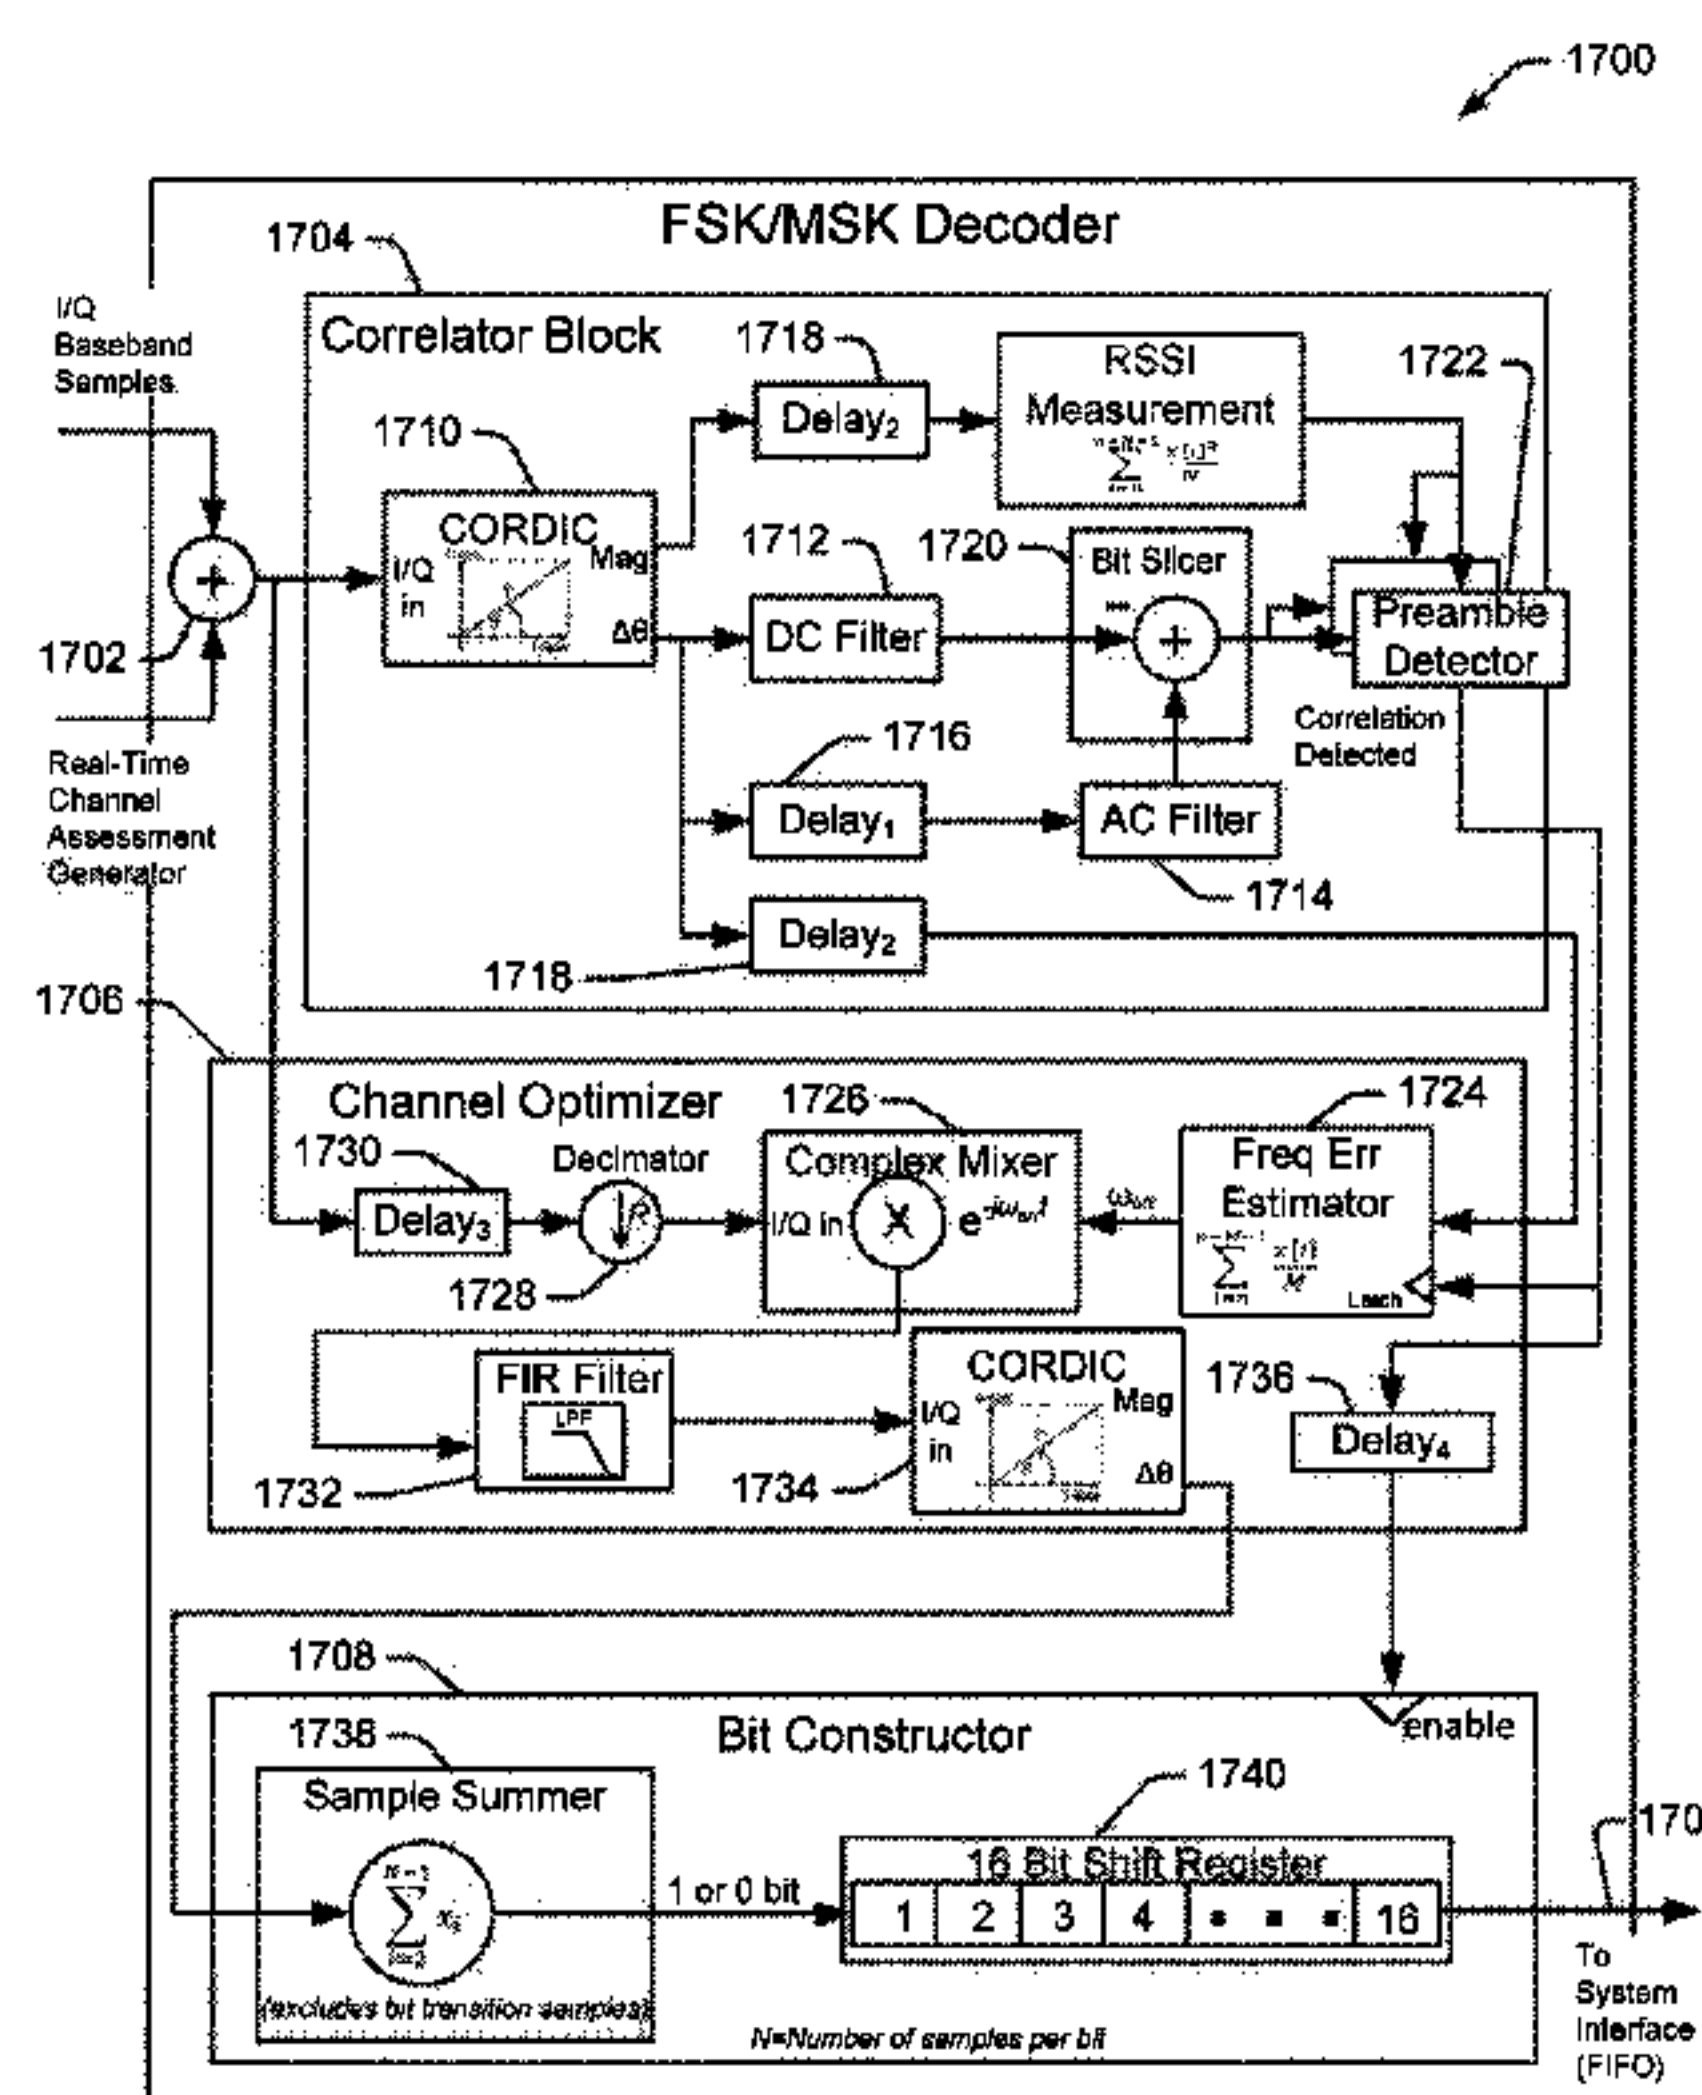 1700
FSK/MSK Decoder
1704
I/Q
Baseband
Samples
Correlator Block
1718
Delay₂
RSSI
Measurement
1722
1710
CORDIC
I/Q
in
Mag
Δθ
1712
DC Filter
1720
Bit Slicer
Preamble
Detector
1702
Real-Time
Channel
Assessment
Generator
1716
Delay₁
AC Filter
1714
Correlation
Detected
Delay₂
1718
1706
Channel Optimizer
1726
1724
1730
Delay₃
Decimator
R
1728
Complex Mixer
I/Q in
X
Freq Err
Estimator
Latch
FIR Filter
LPF
1732
CORDIC
I/Q
in
Mag
Δθ
1734
1736
Delay₄
1708
Bit Constructor
enable
1738
Sample Summer
(excludes bit transition samples)
1 or 0 bit
1740
16 Bit Shift Register
1 2 3 4 ▪ ▪ ▪ 16
N=Number of samples per bit
170
To
System
Interface
(FIFO)